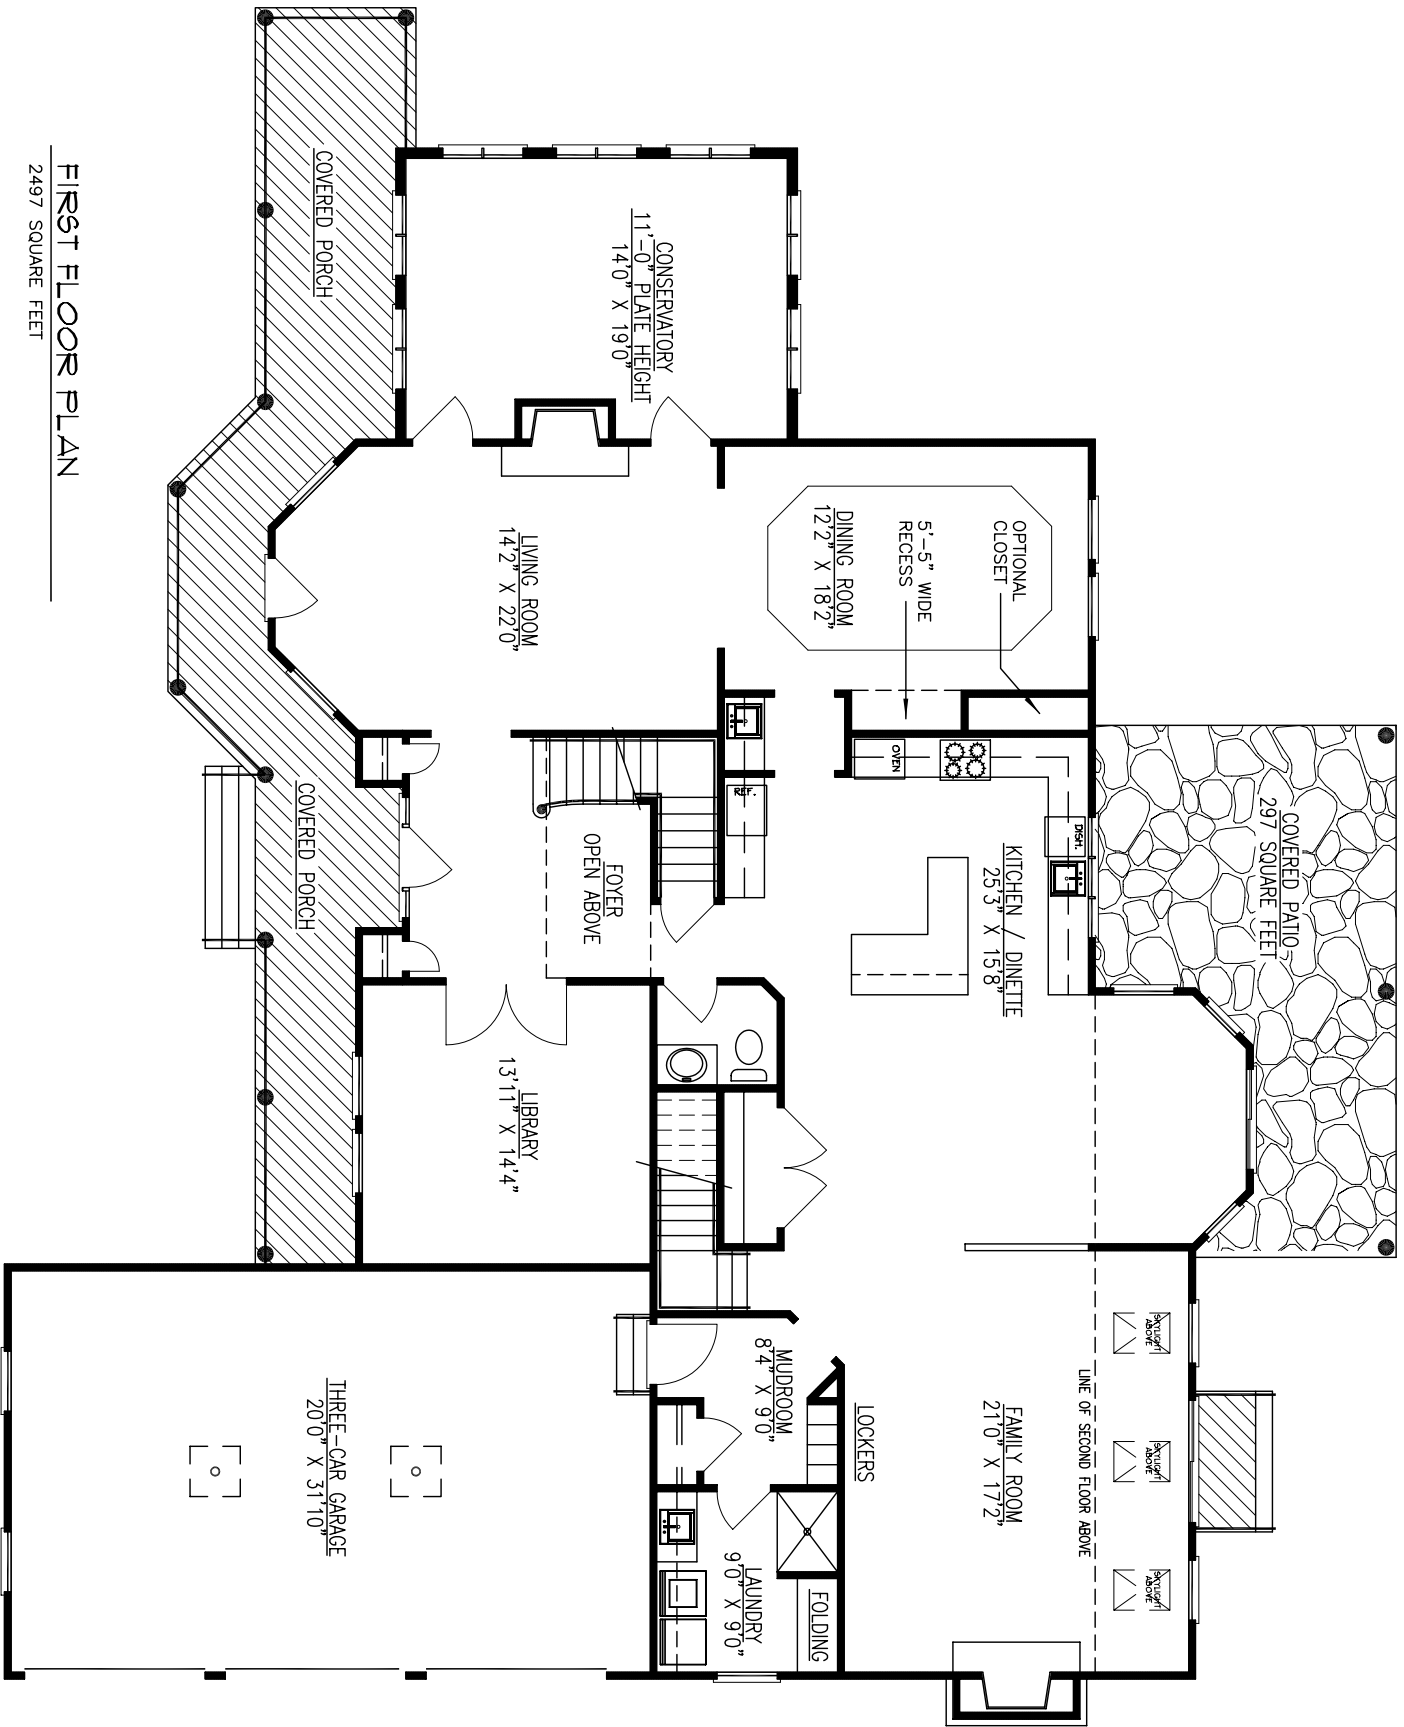 COVERED PATIO
297 SQUARE FEET
SKYLIGHT
ABOVE
SKYLIGHT
ABOVE
SKYLIGHT
ABOVE
LINE OF SECOND FLOOR ABOVE
DISH.
OPTIONAL
CLOSET
5'-5" WIDE
RECESS
OVEN
KITCHEN / DINETTE
25'3" X 15'8"
FAMILY ROOM
21'0" X 17'2"
DINING ROOM
12'2" X 18'2"
LOCKERS
FOLDING
REF.
MUDROOM
8'4" X 9'0"
LAUNDRY
9'0" X 9'0"
CONSERVATORY
11'-0" PLATE HEIGHT
14'0" X 19'0"
FOYER
OPEN ABOVE
LIVING ROOM
14'2" X 22'0"
LIBRARY
13'11" X 14'4"
COVERED PORCH
COVERED PORCH
THREE-CAR GARAGE
20'0" X 31'10"
FIRST FLOOR PLAN
2497 SQUARE FEET